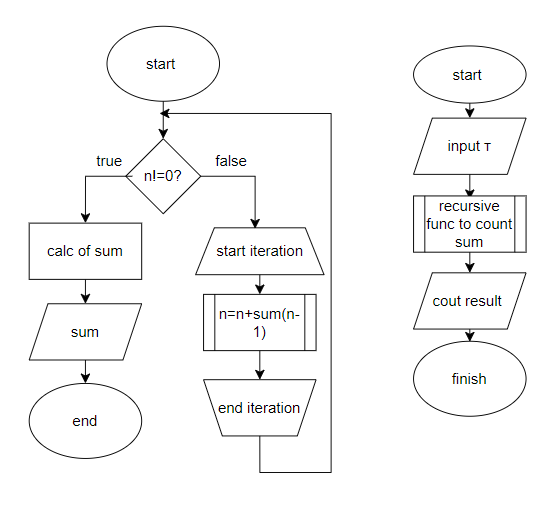 start
true
n!=0?
false
calc of sum
sum
end
start iteration
n=n+sum(n-
1)
end iteration
start
input т
recursive
func to count
sum
cout result
finish